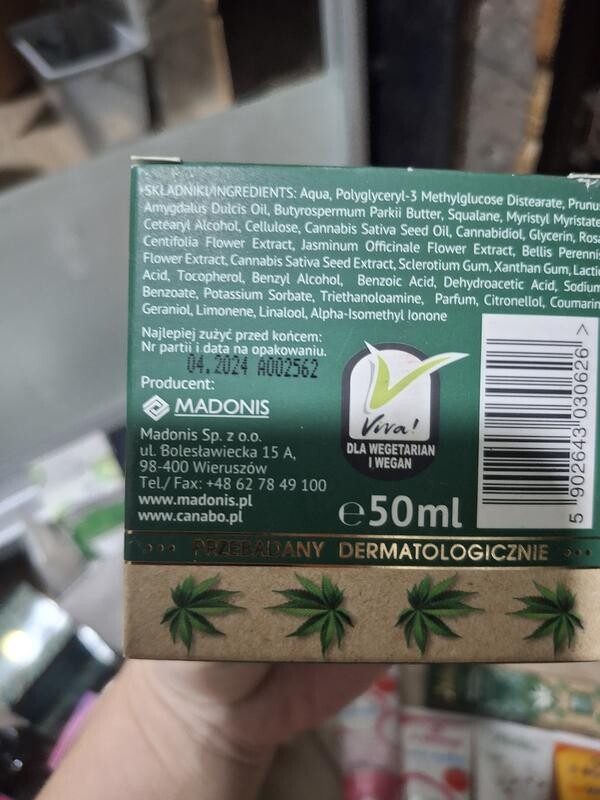 SKŁADNIKI/INGREDIENTS: Aqua, Polyglyceryl-3 Methylglucose Distearate, Prunus
Amygdalus Dulcis Oil, Butyrospermum Parkii Butter, Squalane, Myristyl Myristate,
Cetearyl Alcohol, Cellulose, Cannabis Sativa Seed Oil, Cannabidiol, Glycerin, Rosa
Centifolia Flower Extract, Jasminum Officinale Flower Extract, Bellis Perennis
Flower Extract, Cannabis Sativa Seed Extract, Sclerotium Gum, Xanthan Gum, Lactic
Acid, Tocopherol, Benzyl Alcohol, Benzoic Acid, Dehydroacetic Acid, Sodium
Benzoate, Potassium Sorbate, Triethanoloamine, Parfum, Citronellol, Coumarin,
Geraniol, Limonene, Linalool, Alpha-Isomethyl Ionone
Najlepiej zużyć przed końcem:
Nr partii i data na opakowaniu.
04.2024 A002562
Producent:
MADONIS
Madonis Sp. z o.o.
ul. Bolesławiecka 15 A,
98-400 Wieruszów
Tel./ Fax: +48 62 78 49 100
www.madonis.pl
www.canabo.pl
Viva!
DLA WEGETARIAN
I WEGAN
℮50ml
5 902643 030626 >
PRZEBADANY DERMATOLOGICZNIE